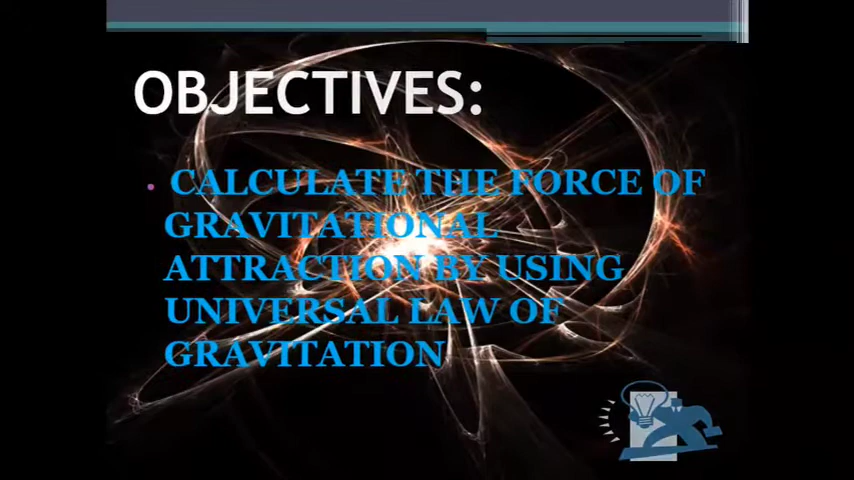 OBJECTIVES:
• CALCULATE THE FORCE OF
GRAVITATIONAL
ATTRACTION BY USING
UNIVERSAL LAW OF
GRAVITATION